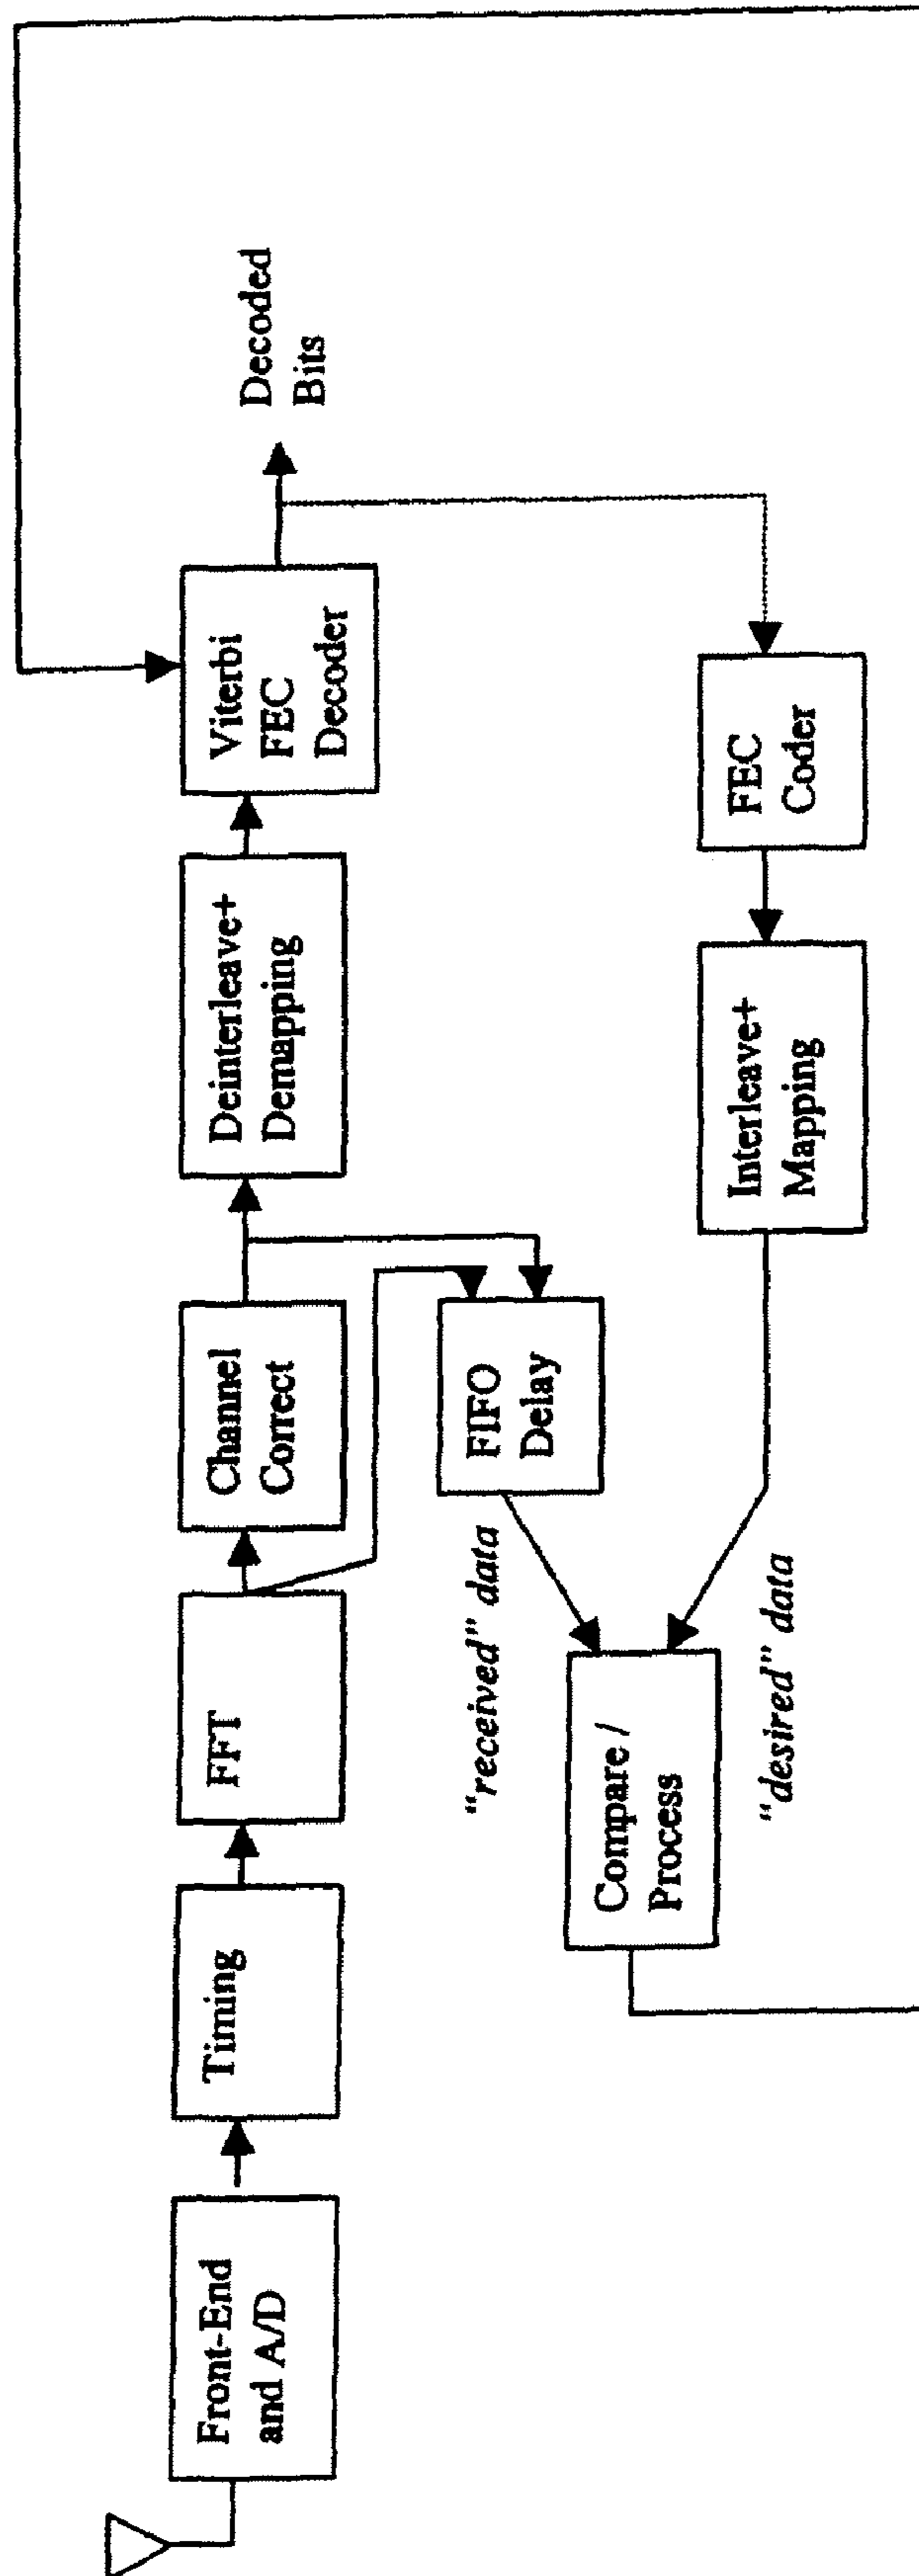 Front-End
and A/D
Timing
FFT
Channel
Correct
Deinterleave+
Demapping
Viterbi
FEC
Decoder
Decoded
Bits
FIFO
Delay
"received" data
Compare /
Process
"desired" data
Interleave+
Mapping
FEC
Coder